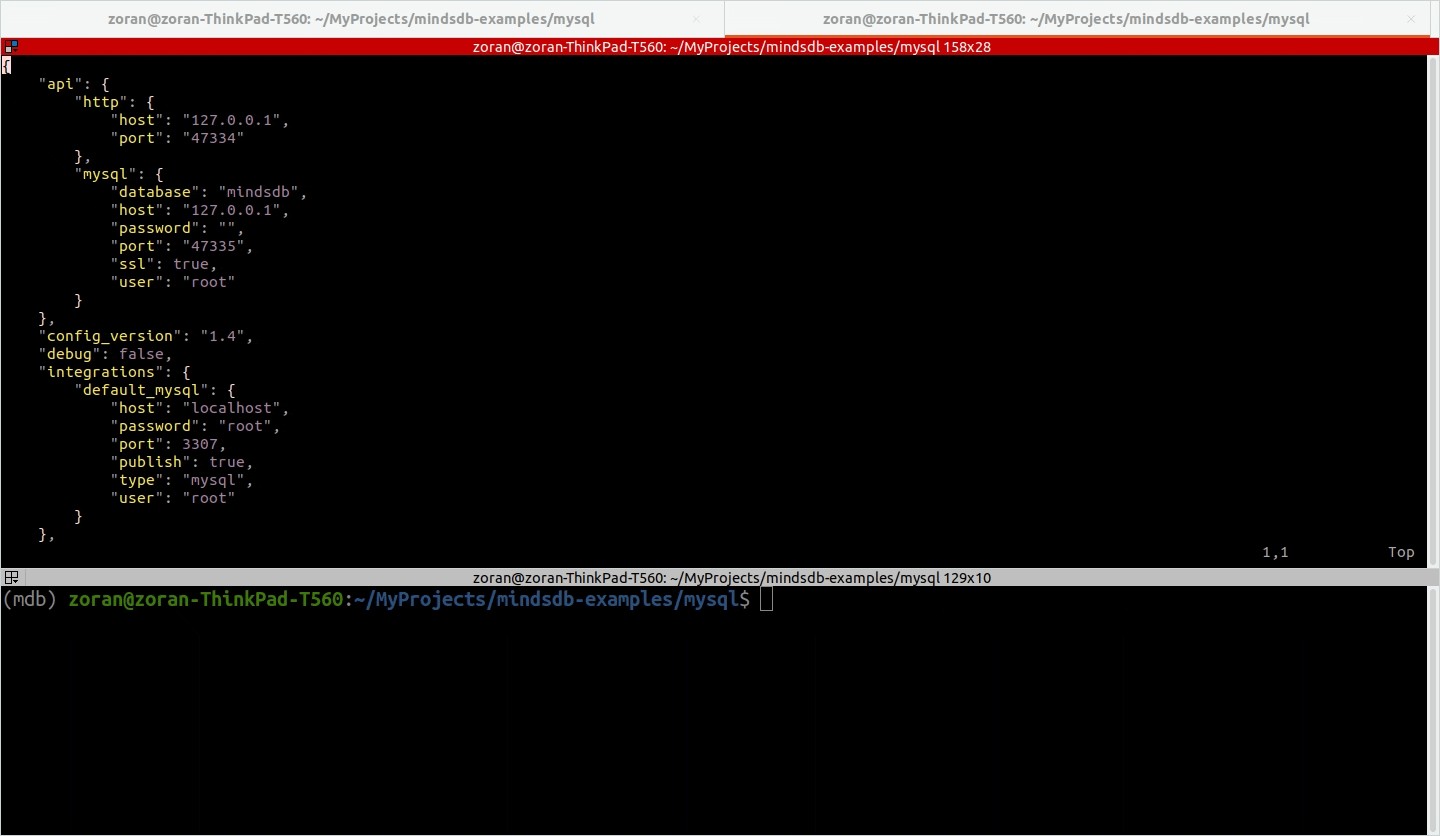 zoran@zoran-ThinkPad-T560: ~/MyProjects/mindsdb-examples/mysql × zoran@zoran-ThinkPad-T560: ~/MyProjects/mindsdb-examples/mysql ×
zoran@zoran-ThinkPad-T560: ~/MyProjects/mindsdb-examples/mysql 158x28
{
    "api": {
        "http": {
            "host": "127.0.0.1",
            "port": "47334"
        },
        "mysql": {
            "database": "mindsdb",
            "host": "127.0.0.1",
            "password": "",
            "port": "47335",
            "ssl": true,
            "user": "root"
        }
    },
    "config_version": "1.4",
    "debug": false,
    "integrations": {
        "default_mysql": {
            "host": "localhost",
            "password": "root",
            "port": 3307,
            "publish": true,
            "type": "mysql",
            "user": "root"
        }
    },
1,1 Top
zoran@zoran-ThinkPad-T560: ~/MyProjects/mindsdb-examples/mysql 129x10
(mdb) zoran@zoran-ThinkPad-T560:~/MyProjects/mindsdb-examples/mysql$